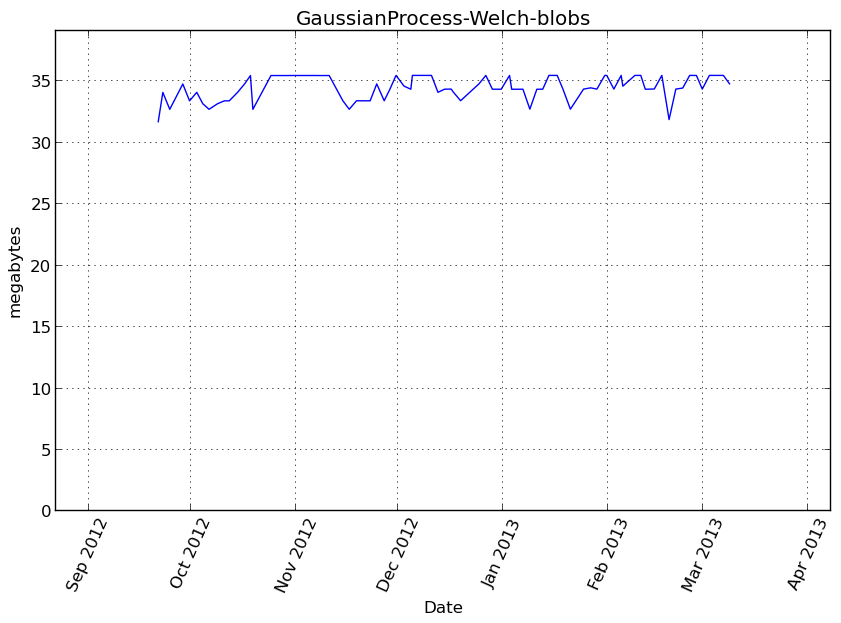 GaussianProcess-Welch-blobs
megabytes
35
30
25
20
15
10
5
0
Sep 2012
Oct 2012
Nov 2012
Dec 2012
Jan 2013
Feb 2013
Mar 2013
Apr 2013
Date